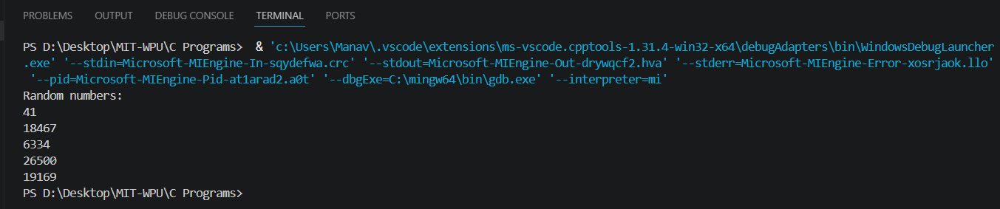 PROBLEMS OUTPUT DEBUG CONSOLE TERMINAL PORTS
PS D:\Desktop\MIT-WPU\C Programs>  & 'c:\Users\Manav\.vscode\extensions\ms-vscode.cpptools-1.31.4-win32-x64\debugAdapters\bin\WindowsDebugLauncher
.exe' '--stdin=Microsoft-MIEngine-In-sqydefwa.crc' '--stdout=Microsoft-MIEngine-Out-drywqcf2.hva' '--stderr=Microsoft-MIEngine-Error-xosrjaok.llo'
'--pid=Microsoft-MIEngine-Pid-at1arad2.a0t' '--dbgExe=C:\mingw64\bin\gdb.exe' '--interpreter=mi'
Random numbers:
41
18467
6334
26500
19169
PS D:\Desktop\MIT-WPU\C Programs>